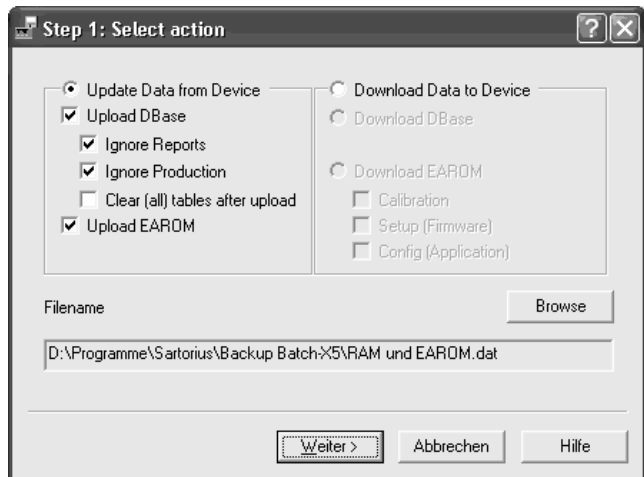 Step 1: Select action
Update Data from Device
Upload DBase
Ignore Reports
Ignore Production
Clear (all) tables after upload
Upload EAROM
Download Data to Device
Download DBase
Download EAROM
Calibration
Setup (Firmware)
Config (Application)
Filename
Browse
D:\Programme\Sartorius\Backup Batch-X5\RAM und EAROM.dat
Weiter >
Abbrechen
Hilfe